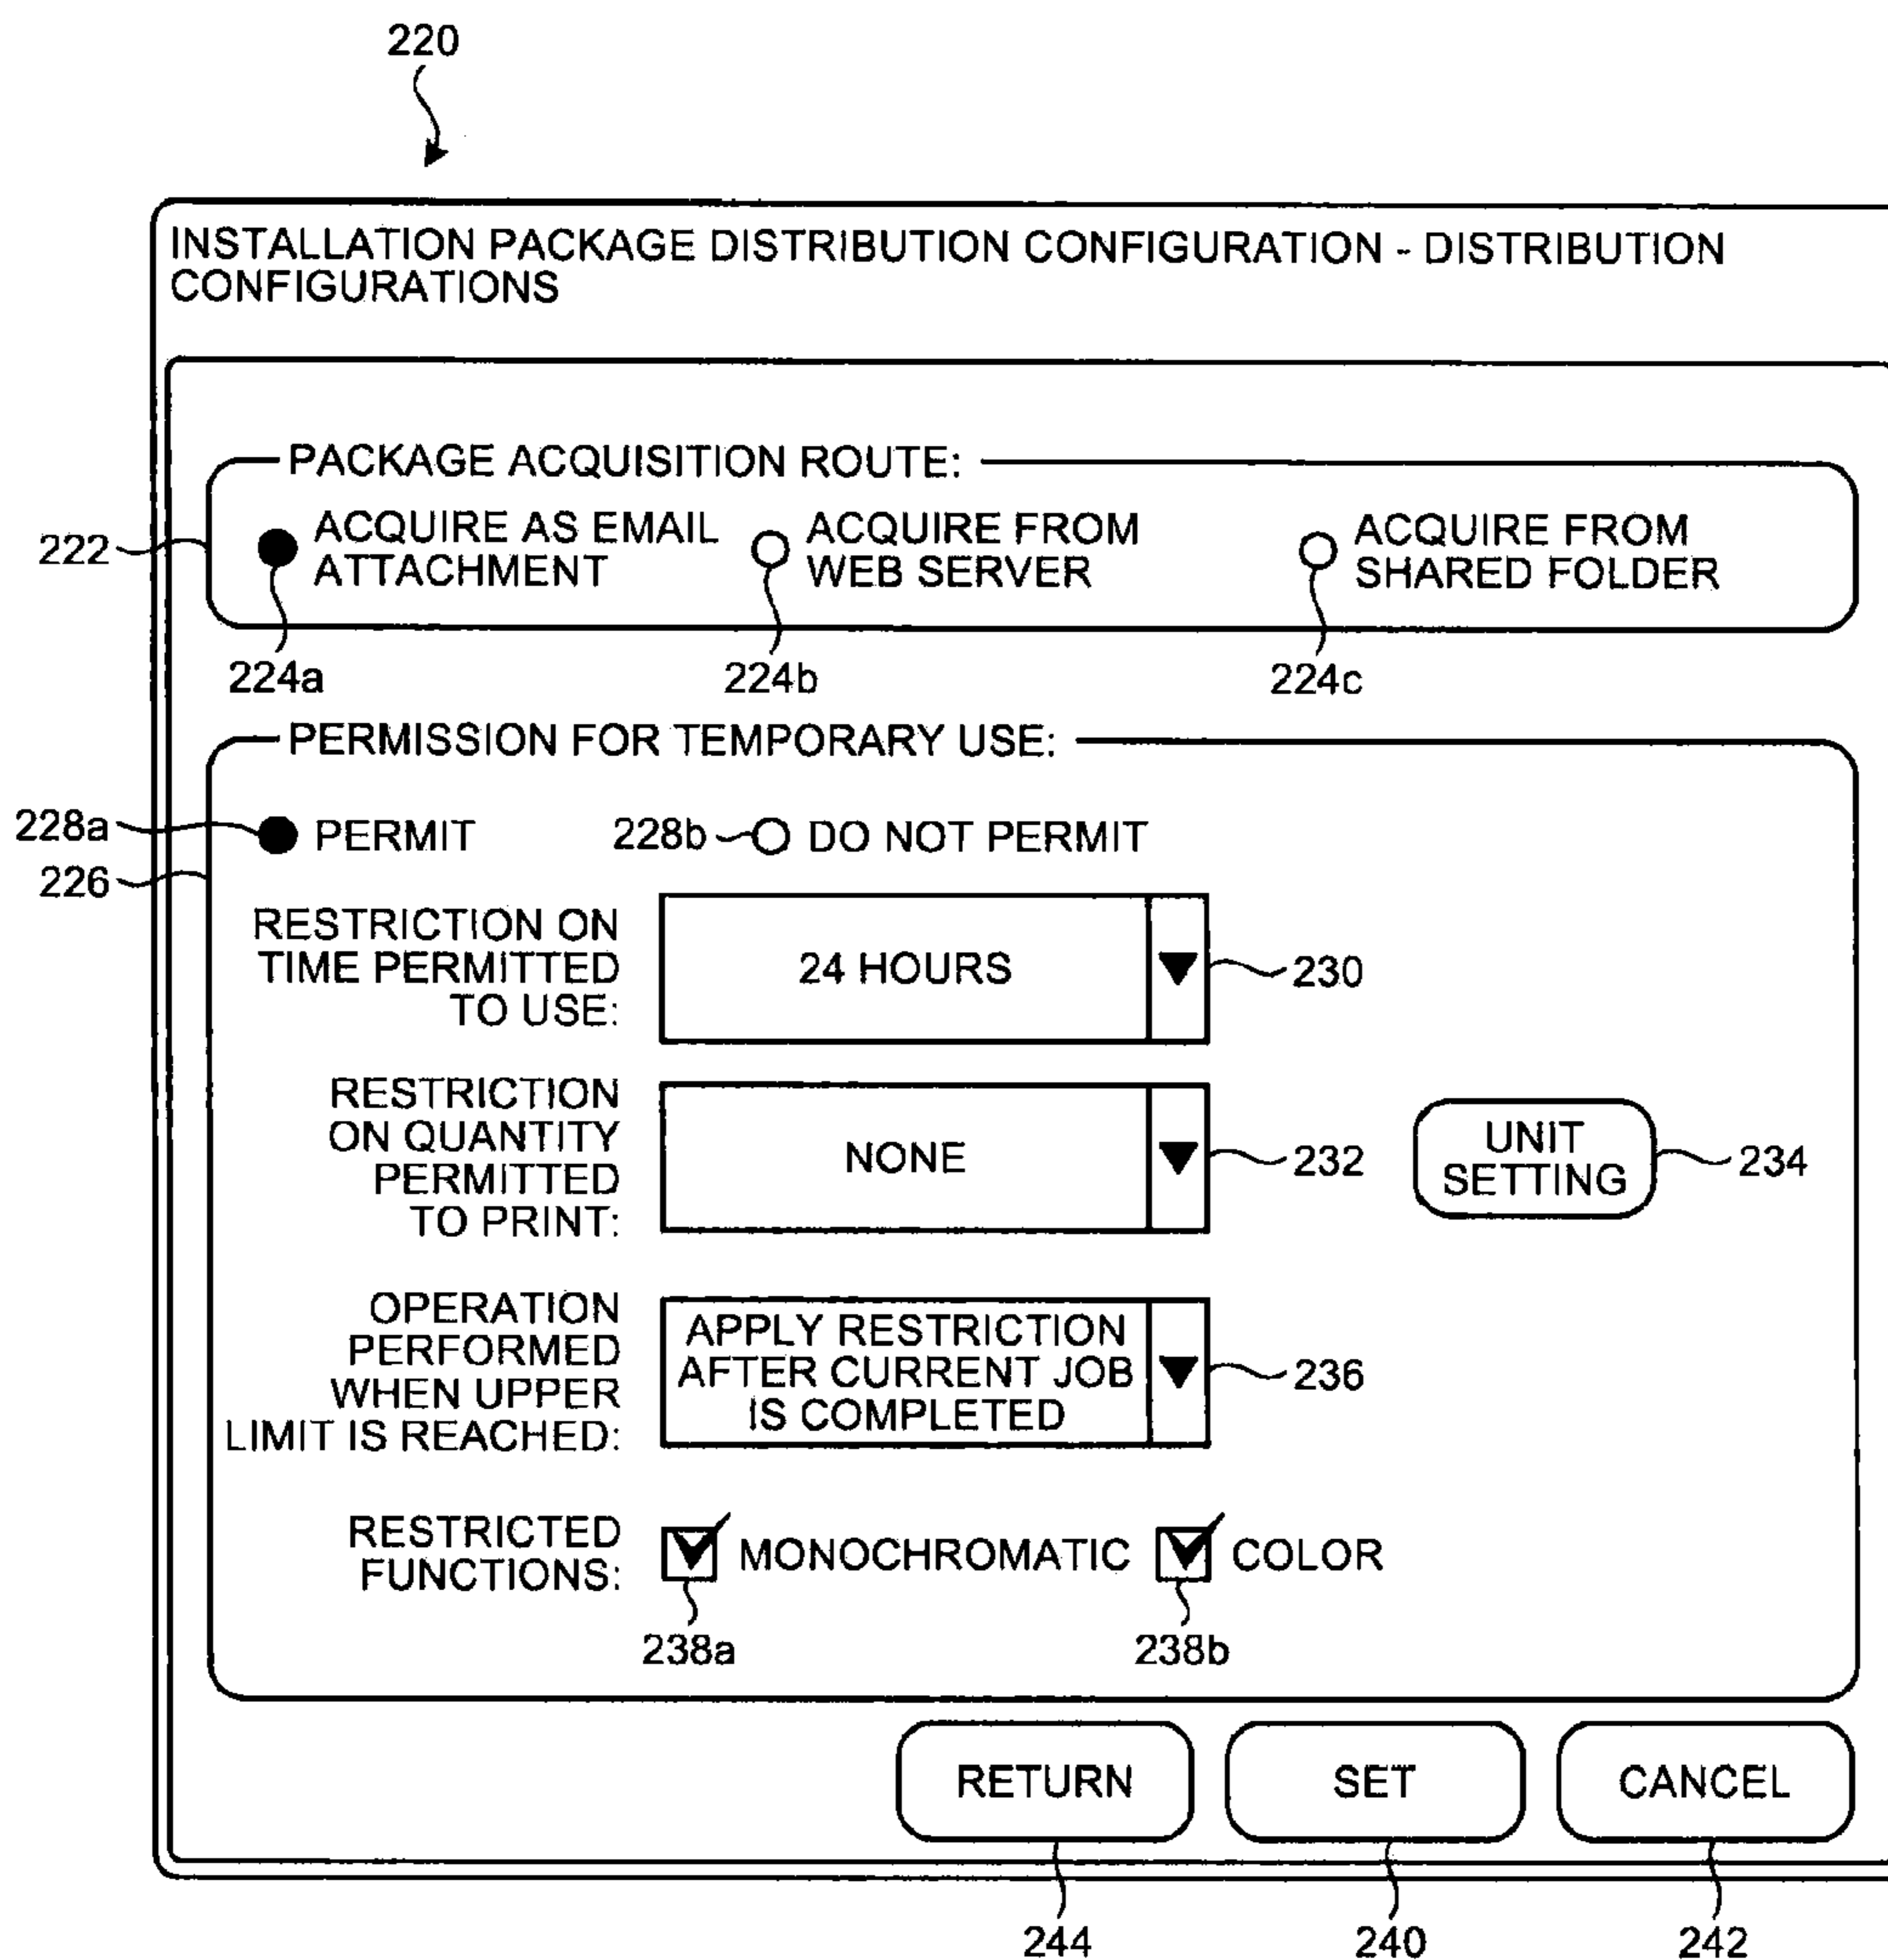 220
INSTALLATION PACKAGE DISTRIBUTION CONFIGURATION - DISTRIBUTION
CONFIGURATIONS
PACKAGE ACQUISITION ROUTE:
222
ACQUIRE AS EMAIL
ATTACHMENT
ACQUIRE FROM
WEB SERVER
ACQUIRE FROM
SHARED FOLDER
224a
224b
224c
PERMISSION FOR TEMPORARY USE:
228a
PERMIT
228b
DO NOT PERMIT
226
RESTRICTION ON
TIME PERMITTED
TO USE:
24 HOURS
230
RESTRICTION
ON QUANTITY
PERMITTED
TO PRINT:
NONE
232
UNIT
SETTING
234
OPERATION
PERFORMED
WHEN UPPER
LIMIT IS REACHED:
APPLY RESTRICTION
AFTER CURRENT JOB
IS COMPLETED
236
RESTRICTED
FUNCTIONS:
MONOCHROMATIC
COLOR
238a
238b
RETURN
SET
CANCEL
244
240
242